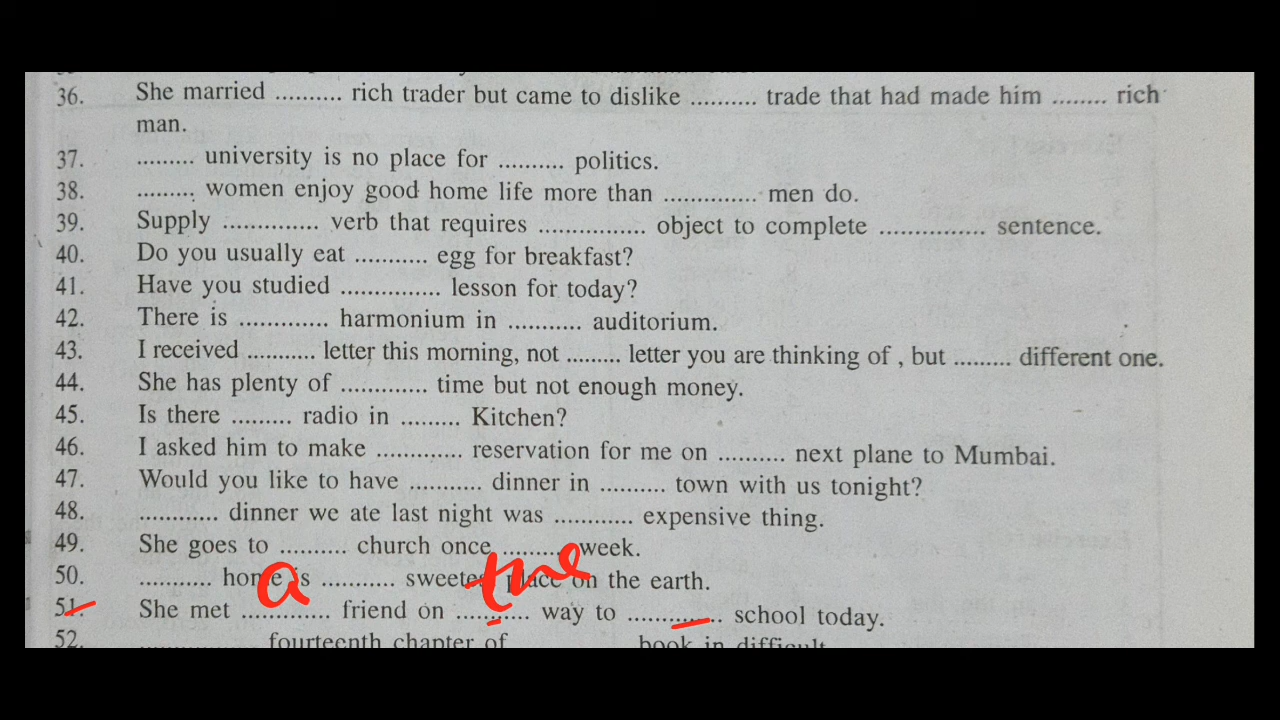 36. She married .......... rich trader but came to dislike .......... trade that had made him ........ rich
man.
37. ......... university is no place for .......... politics.
38. ......... women enjoy good home life more than .............. men do.
39. Supply .............. verb that requires ................ object to complete ................ sentence.
40. Do you usually eat ........... egg for breakfast?
41. Have you studied ............... lesson for today?
42. There is ............. harmonium in ........... auditorium.
43. I received .......... letter this morning, not ........ letter you are thinking of , but ......... different one.
44. She has plenty of ............. time but not enough money.
45. Is there ......... radio in ......... Kitchen?
46. I asked him to make ............. reservation for me on .......... next plane to Mumbai.
47. Would you like to have ........... dinner in .......... town with us tonight?
48. ............ dinner we ate last night was ............ expensive thing.
49. She goes to .......... church once .......... week.
50. ........... home is ........... sweetest place on the earth.
a the
51. She met ............. friend on ........... way to .............. school today.
52. .............. fourteenth chapter of .............. book in difficult